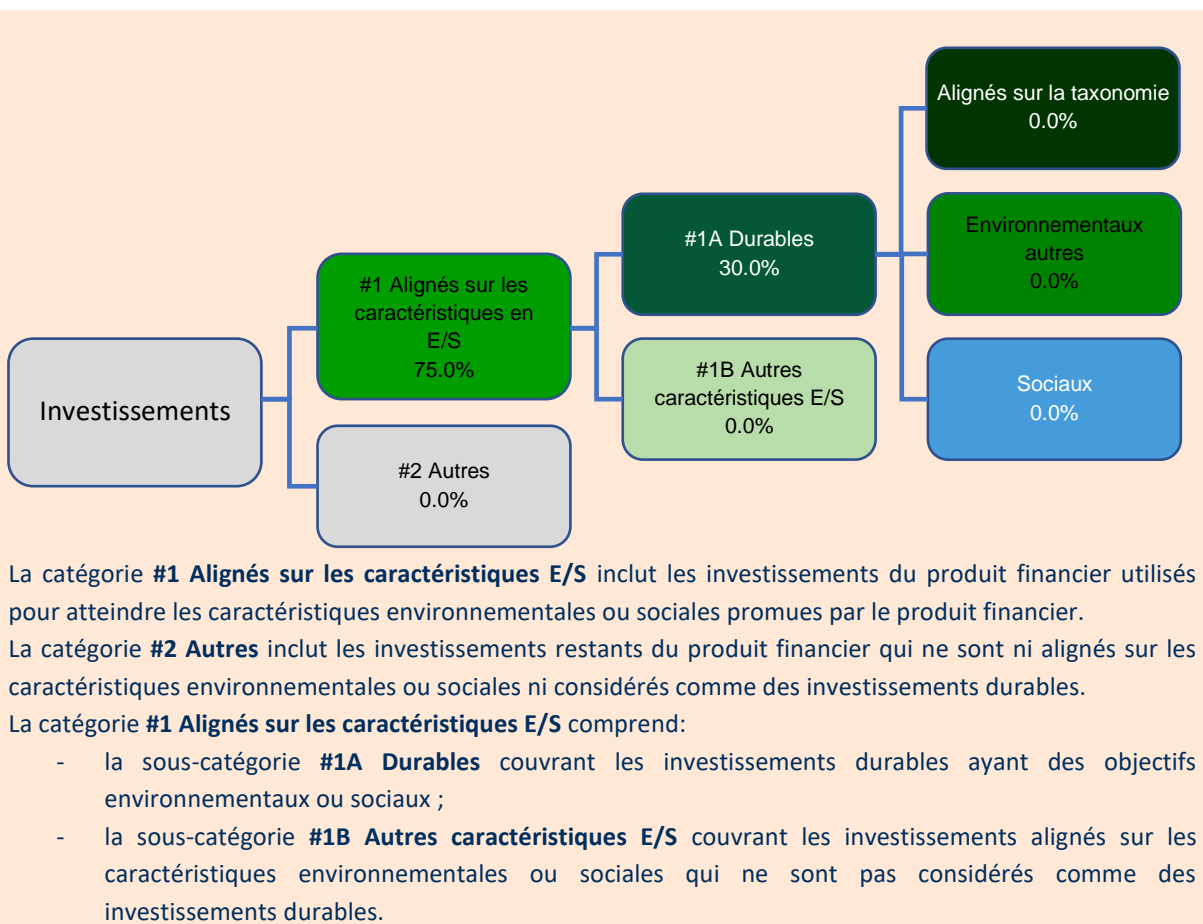 Alignés sur la taxonomie
0.0%
#1A Durables
30.0%
Environnementaux
autres
0.0%
#1 Alignés sur les
caractéristiques en
E/S
75.0%
#1B Autres
caractéristiques E/S
0.0%
Sociaux
0.0%
Investissements
#2 Autres
0.0%
La catégorie #1 Alignés sur les caractéristiques E/S inclut les investissements du produit financier utilisés
pour atteindre les caractéristiques environnementales ou sociales promues par le produit financier.
La catégorie #2 Autres inclut les investissements restants du produit financier qui ne sont ni alignés sur les
caractéristiques environnementales ou sociales ni considérés comme des investissements durables.
La catégorie #1 Alignés sur les caractéristiques E/S comprend:
- la sous-catégorie #1A Durables couvrant les investissements durables ayant des objectifs
environnementaux ou sociaux ;
- la sous-catégorie #1B Autres caractéristiques E/S couvrant les investissements alignés sur les
caractéristiques environnementales ou sociales qui ne sont pas considérés comme des
investissements durables.